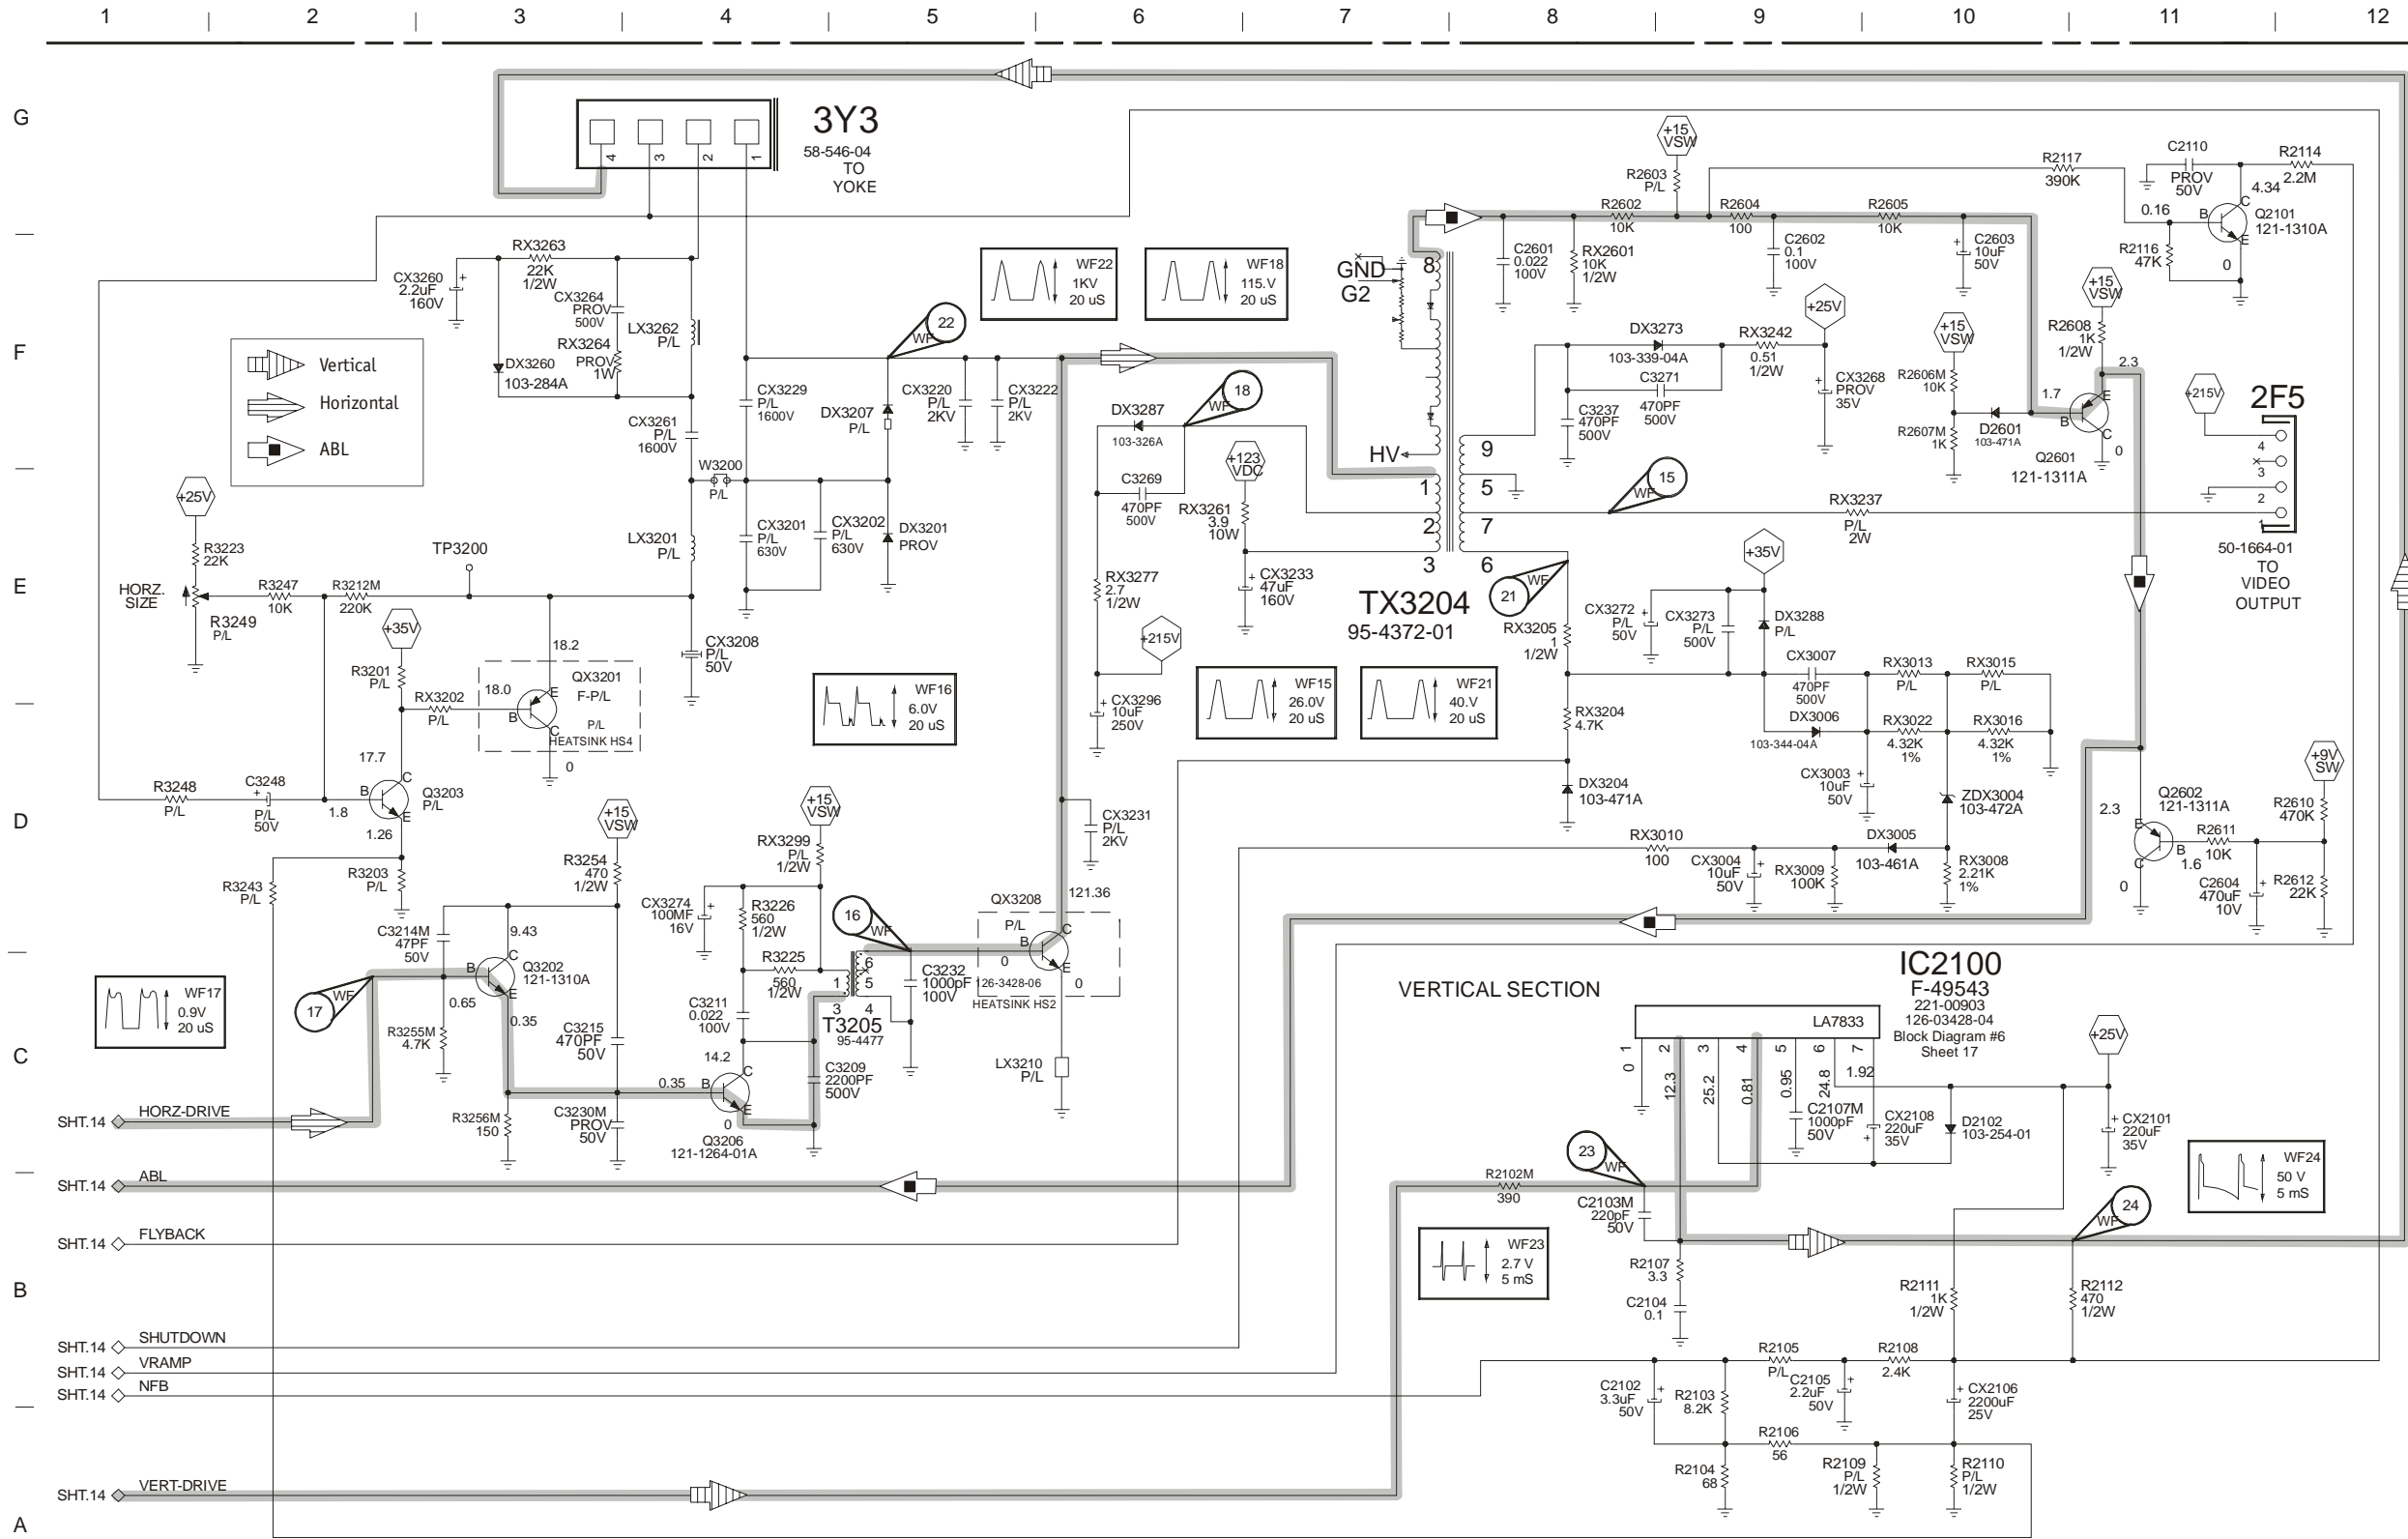 1 2 3 4 5 6 7 8 9 10 11 12
G
3Y3
58-546-04
TO
YOKE
4 3 2 1
+15
VSW
R2603
P/L
R2117
390K
C2110
PROV
50V
R2114
2.2M
4.34
0.16
B
C
E
Q2101
121-1310A
R2116
47K
0
R2602
10K
R2604
100
R2605
10K
C2601
0.022
100V
RX2601
10K
1/2W
C2602
0.1
100V
C2603
10uF
50V
RX3263
22K
1/2W
CX3260
2.2uF
160V
CX3264
PROV
500V
RX3264
PROV
1W
LX3262
P/L
DX3260
103-284A
WF22
1KV
20 uS
WF18
115.V
20 uS
GND
G2
8
22
WF
F
Vertical
Horizontal
ABL
CX3229
P/L
1600V
CX3261
P/L
1600V
DX3207
P/L
CX3220
P/L
2KV
CX3222
P/L
2KV
DX3287
103-326A
18
WF
C3269
470PF
500V
+123
VDC
RX3261
3.9
10W
HV
1
2
3
9
5
7
6
DX3273
103-339-04A
RX3242
0.51
1/2W
+25V
C3271
470PF
500V
C3237
470PF
500V
CX3268
PROV
35V
+15
VSW
R2606M
10K
R2607M
1K
D2601
103-471A
+15
VSW
R2608
1K
1/2W
2.3
1.7
E
B
C
0
Q2601
121-1311A
+215V
2F5
4
3
2
1
50-1664-01
TO
VIDEO
OUTPUT
15
WF
RX3237
P/L
2W
W3200
P/L
CX3201
P/L
630V
CX3202
P/L
630V
DX3201
PROV
LX3201
P/L
+25V
R3223
22K
E
HORZ.
SIZE
R3249
P/L
R3247
10K
R3212M
220K
TP3200
+35V
R3201
P/L
RX3202
P/L
18.2
18.0
QX3201
F-P/L
P/L
HEATSINK HS4
E
B
C
0
CX3208
P/L
50V
WF16
6.0V
20 uS
RX3277
2.7
1/2W
CX3233
47uF
160V
+215V
CX3296
10uF
250V
TX3204
95-4372-01
21
WF
WF15
26.0V
20 uS
WF21
40.V
20 uS
RX3205
1
1/2W
RX3204
4.7K
DX3204
103-471A
CX3272
P/L
50V
CX3273
P/L
500V
+35V
DX3288
P/L
CX3007
470PF
500V
RX3013
P/L
RX3015
P/L
DX3006
103-344-04A
RX3022
4.32K
1%
RX3016
4.32K
1%
CX3003
10uF
50V
ZDX3004
103-472A
D
R3248
P/L
C3248
P/L
50V
17.7
1.8
1.26
B
C
E
Q3203
P/L
R3243
P/L
R3203
P/L
+15
VSW
R3254
470
1/2W
+15
VSW
RX3299
P/L
1/2W
CX3274
100MF
16V
R3226
560
1/2W
R3225
560
1/2W
CX3231
P/L
2KV
121.36
QX3208
P/L
B
C
E
0
0
126-3428-06
HEATSINK HS2
16
WF
RX3010
100
CX3004
10uF
50V
RX3009
100K
DX3005
103-461A
RX3008
2.21K
1%
Q2602
121-1311A
2.3
E
B
C
0
1.6
R2611
10K
+9V
SW
R2610
470K
R2612
22K
C2604
470uF
10V
WF17
0.9V
20 uS
17
WF
C3214M
47PF
50V
9.43
C
B
E
Q3202
121-1310A
0.65
0.35
R3255M
4.7K
C3215
470PF
50V
C3211
0.022
100V
1
3
6
5
4
T3205
95-4477
C3232
1000pF
100V
LX3210
P/L
VERTICAL SECTION
IC2100
F-49543
221-00903
126-03428-04
Block Diagram #6
Sheet 17
LA7833
1 2 3 4 5 6 7
0 12.3 25.2 0.81 0.95 24.8 1.92
+25V
C
C2107M
1000pF
50V
CX2108
220uF
35V
D2102
103-254-01
CX2101
220uF
35V
SHT.14 HORZ-DRIVE
R3256M
150
C3230M
PROV
50V
0.35
14.2
B
C
E
0
Q3206
121-1264-01A
C3209
2200PF
500V
23
WF
WF24
50 V
5 mS
SHT.14 ABL
R2102M
390
C2103M
220pF
50V
24
WF
SHT.14 FLYBACK
WF23
2.7 V
5 mS
B
R2107
3.3
C2104
0.1
R2111
1K
1/2W
R2112
470
1/2W
SHT.14 SHUTDOWN
SHT.14 VRAMP
SHT.14 NFB
R2105
P/L
R2108
2.4K
C2102
3.3uF
50V
R2103
8.2K
C2105
2.2uF
50V
CX2106
2200uF
25V
R2106
56
R2104
68
R2109
P/L
1/2W
R2110
P/L
1/2W
SHT.14 VERT-DRIVE
A